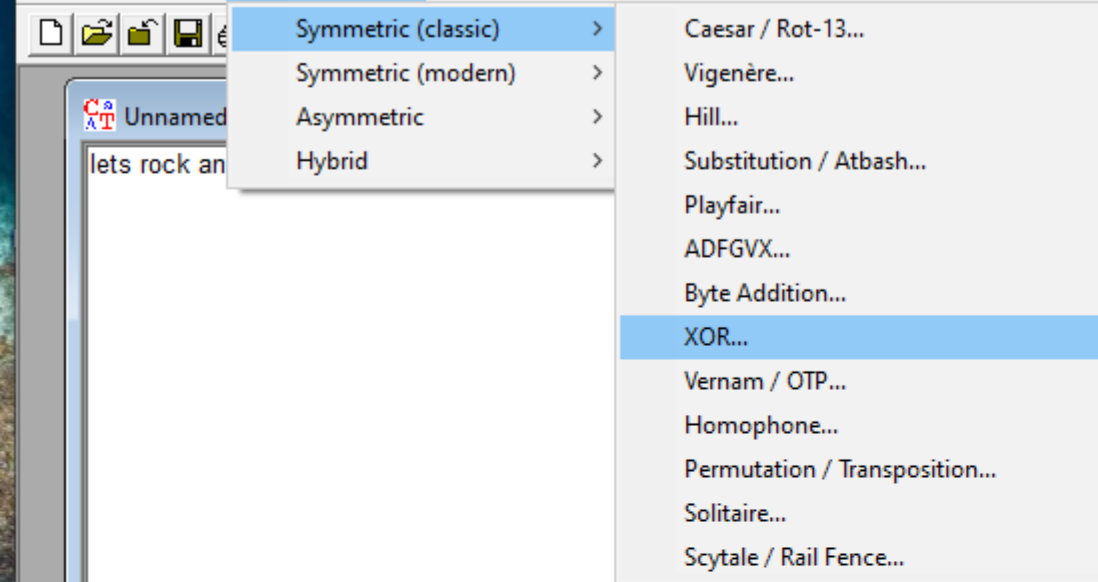 Symmetric (classic)
Symmetric (modern)
Asymmetric
Hybrid
Caesar / Rot-13...
Vigenère...
Hill...
Substitution / Atbash...
Playfair...
ADFGVX...
Byte Addition...
XOR...
Vernam / OTP...
Homophone...
Permutation / Transposition...
Solitaire...
Scytale / Rail Fence...
Unnamed
lets rock an